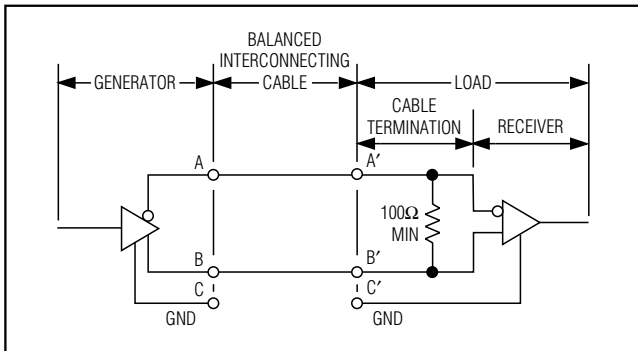 BALANCED
INTERCONNECTING
GENERATOR CABLE LOAD
CABLE
TERMINATION RECEIVER
A A′
100Ω
MIN
B B′
C C′
GND GND